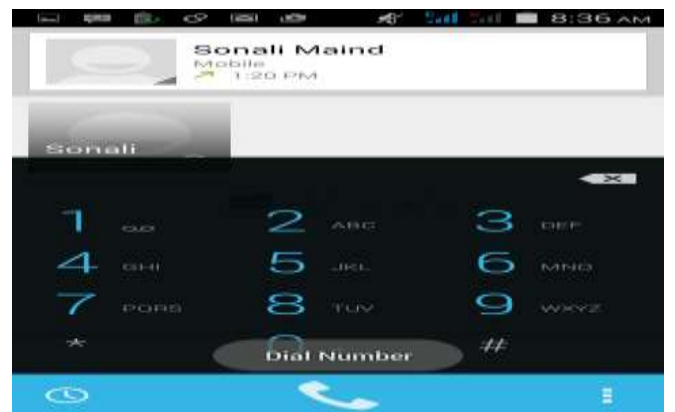 8:36 AM
Sonali Maind
Mobile
1:20 PM
Sonali
1
2 ABC
3 DEF
4 GHI
5 JKL
6 MNO
7 PQRS
8 TUV
9 WXYZ
*
0
#
Dial Number